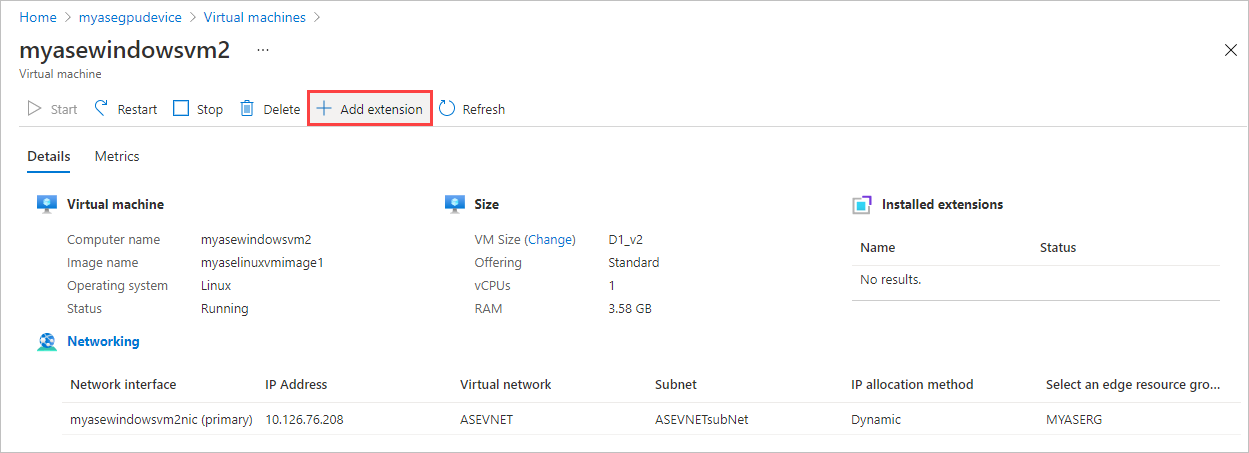 Home > myasegpudevice > Virtual machines >
myasewindowsvm2 ...
Virtual machine
Start Restart Stop Delete Add extension Refresh
Details Metrics
Virtual machine Size Installed extensions
Computer name myasewindowsvm2 VM Size (Change) D1_v2 Name Status
Image name myaselinuxvmimage1 Offering Standard No results.
Operating system Linux vCPUs 1
Status Running RAM 3.58 GB
Networking
Network interface IP Address Virtual network Subnet IP allocation method Select an edge resource gro...
myasewindowsvm2nic (primary) 10.126.76.208 ASEVNET ASEVNETsubNet Dynamic MYASERG